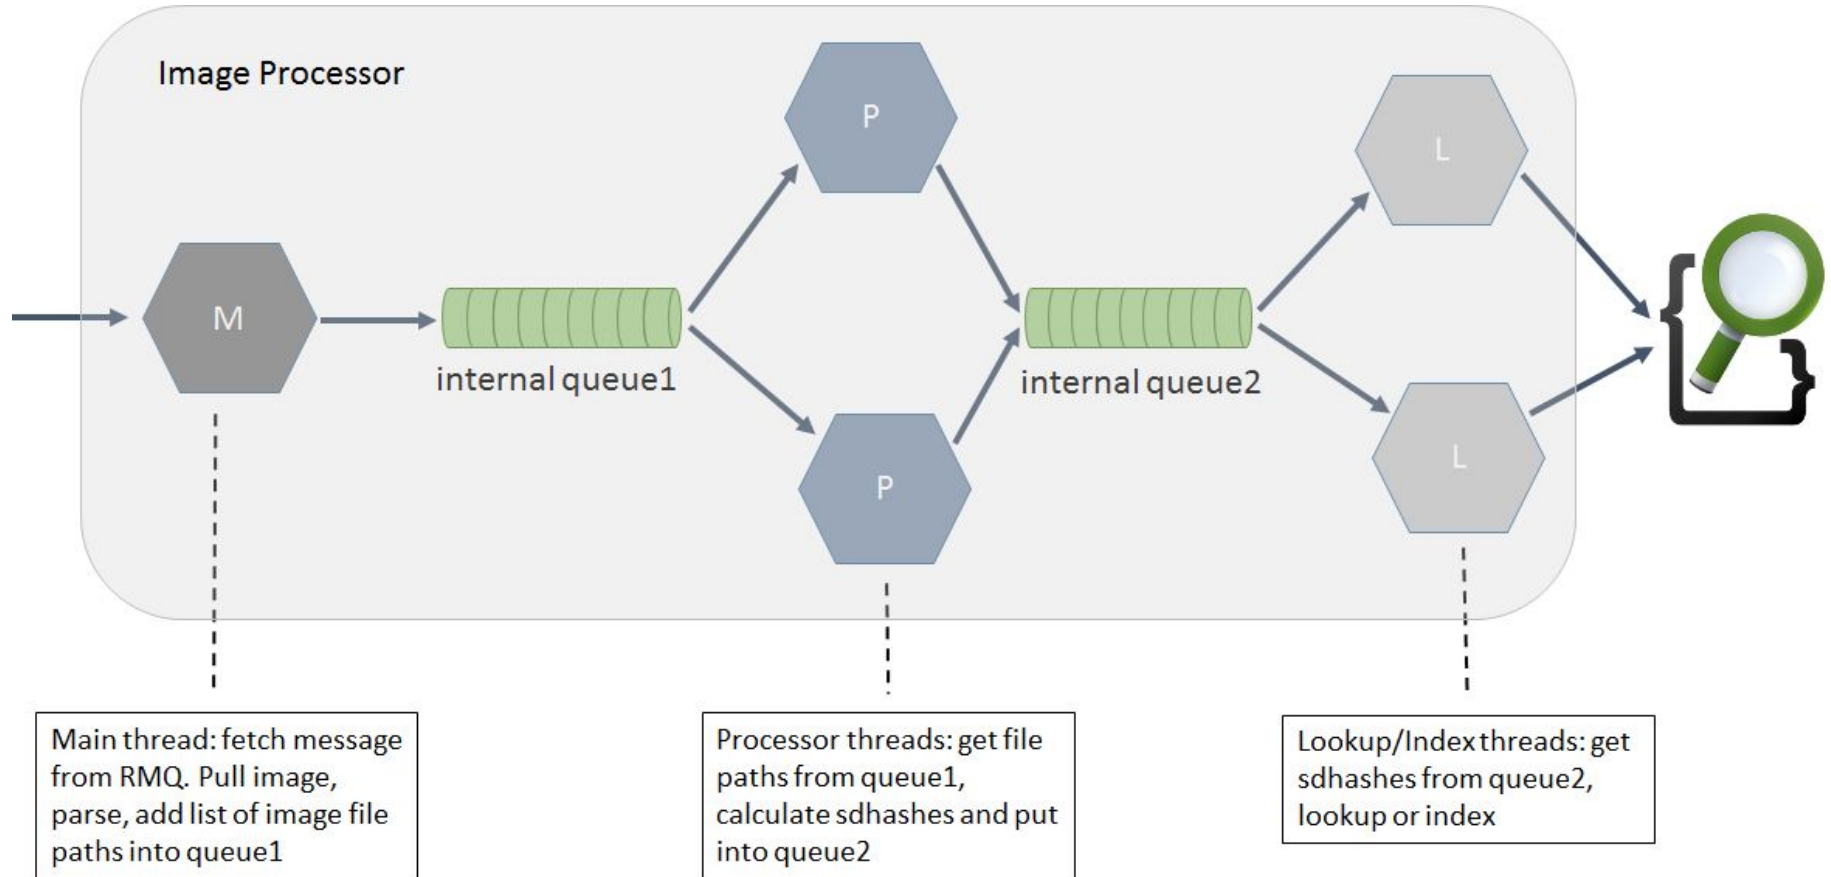 Image Processor
P
L
M
internal queue1
internal queue2
P
L
Main thread: fetch message
from RMQ. Pull image,
parse, add list of image file
paths into queue1
Processor threads: get file
paths from queue1,
calculate sdhashes and put
into queue2
Lookup/Index threads: get
sdhashes from queue2,
lookup or index